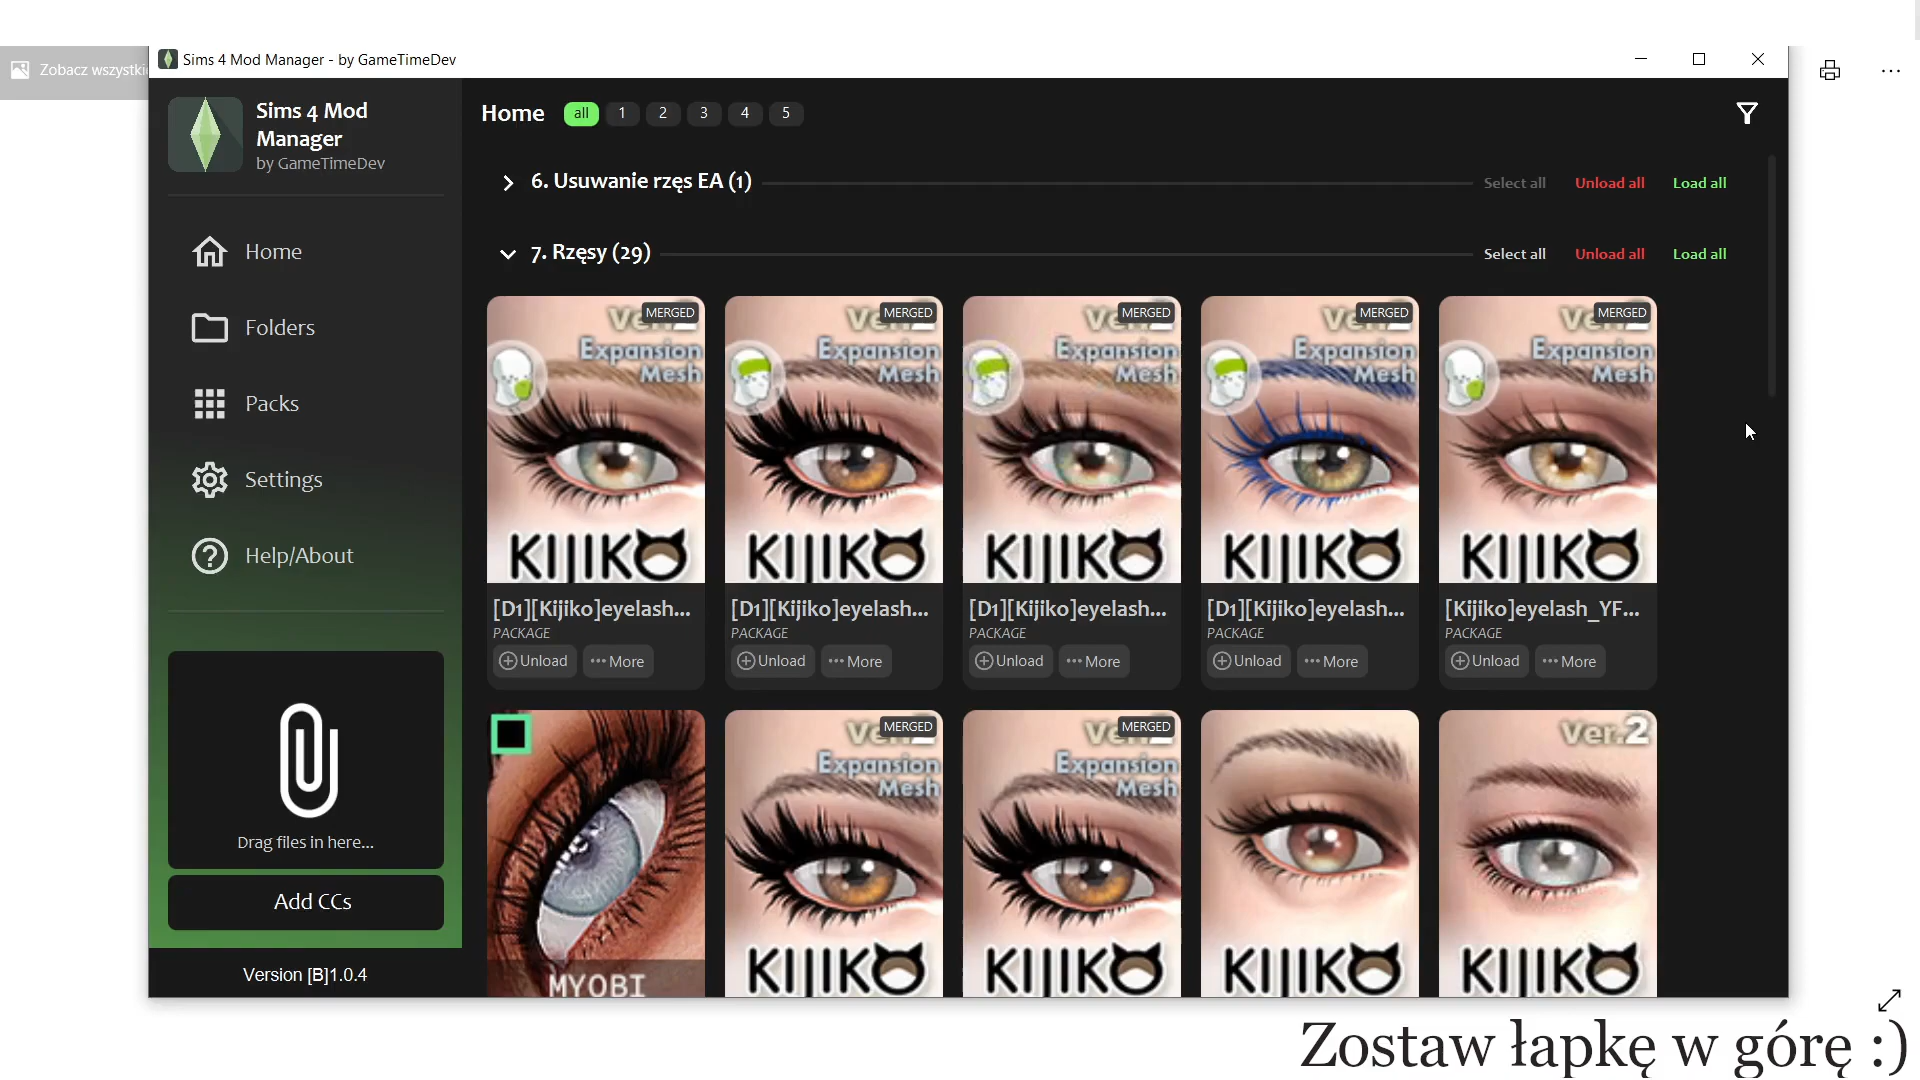 Sims 4 Mod Manager - by GameTimeDev
Zobacz wszystki
Sims 4 Mod
Manager
by GameTimeDev
Home
Folders
Packs
Settings
Help/About
Drag files in here...
Add CCs
Version [B]1.0.4
Home all 1 2 3 4 5
6. Usuwanie rzęs EA (1) Select all Unload all Load all
7. Rzęsy (29) Select all Unload all Load all
MERGED MERGED MERGED MERGED MERGED
Expansion Expansion Expansion Expansion Expansion
Mesh Mesh Mesh Mesh Mesh
KIJIKO KIJIKO KIJIKO KIJIKO KIJIKO
[D1][Kijiko]eyelash... [D1][Kijiko]eyelash... [D1][Kijiko]eyelash... [D1][Kijiko]eyelash... [Kijiko]eyelash_YF...
PACKAGE PACKAGE PACKAGE PACKAGE PACKAGE
Unload ··· More Unload ··· More Unload ··· More Unload ··· More Unload ··· More
MERGED MERGED Ver.2
Expansion Expansion
Mesh Mesh
MYOBI KIJIKO KIJIKO KIJIKO KIJIKO
Zostaw łapkę w górę :)